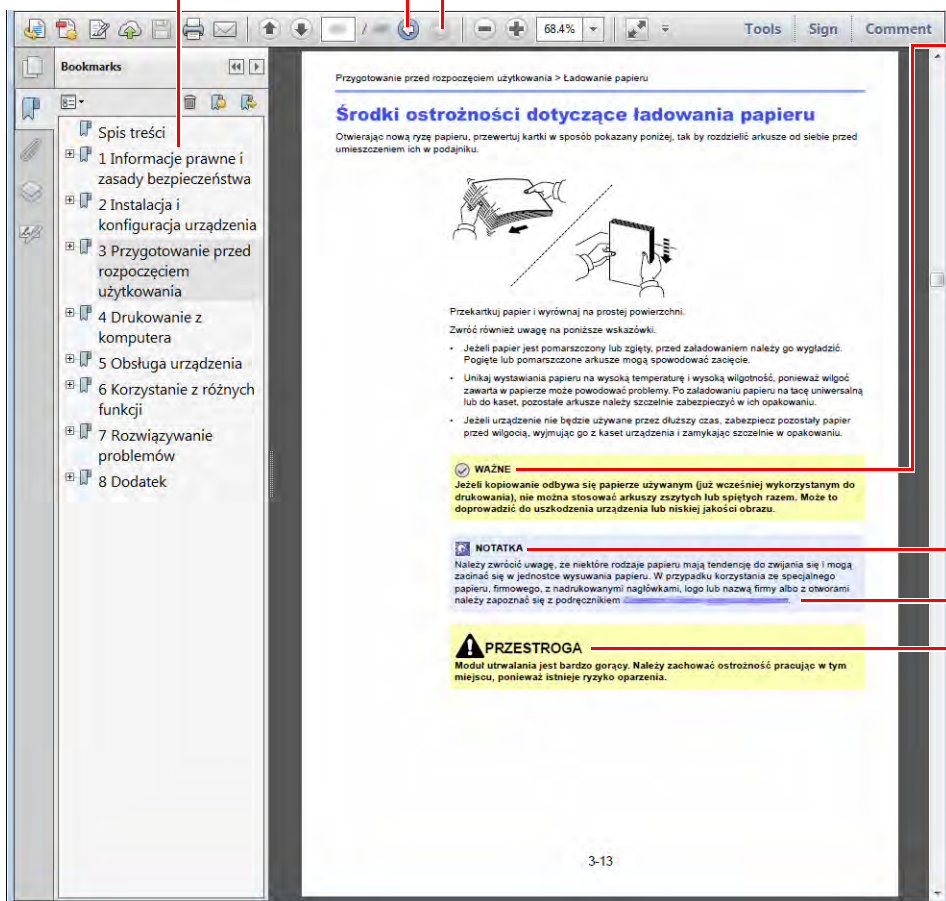 /
68.4%
Tools
Sign
Comment
Bookmarks
Spis treści
1 Informacje prawne i
zasady bezpieczeństwa
2 Instalacja i
konfiguracja urządzenia
3 Przygotowanie przed
rozpoczęciem
użytkowania
4 Drukowanie z
komputera
5 Obsługa urządzenia
6 Korzystanie z różnych
funkcji
7 Rozwiązywanie
problemów
8 Dodatek
Przygotowanie przed rozpoczęciem użytkowania > Ładowanie papieru
Środki ostrożności dotyczące ładowania papieru
Otwierając nową ryzę papieru, przewertuj kartki w sposób pokazany poniżej, tak by rozdzielić arkusze od siebie przed
umieszczeniem ich w podajniku.
Przekartkuj papier i wyrównaj na prostej powierzchni.
Zwróć również uwagę na poniższe wskazówki.
• Jeżeli papier jest pomarszczony lub zgięty, przed załadowaniem należy go wygładzić.
Pogięte lub pomarszczone arkusze mogą spowodować zacięcie.
• Unikaj wystawiania papieru na wysoką temperaturę i wysoką wilgotność, ponieważ wilgoć
zawarta w papierze może powodować problemy. Po załadowaniu papieru na tacę uniwersalną
lub do kaset, pozostałe arkusze należy szczelnie zabezpieczyć w ich opakowaniu.
• Jeżeli urządzenie nie będzie używane przez dłuższy czas, zabezpiecz pozostały papier
przed wilgocią, wyjmując go z kaset urządzenia i zamykając szczelnie w opakowaniu.
WAŻNE
Jeżeli kopiowanie odbywa się papierze używanym (już wcześniej wykorzystanym do
drukowania), nie można stosować arkuszy zszytych lub spiętych razem. Może to
doprowadzić do uszkodzenia urządzenia lub niskiej jakości obrazu.
NOTATKA
Należy zwrócić uwagę, że niektóre rodzaje papieru mają tendencję do zwijania się i mogą
zacinać się w jednostce wysuwania papieru. W przypadku korzystania ze specjalnego
papieru, firmowego, z nadrukowanymi nagłówkami, logo lub nazwą firmy albo z otworami
należy zapoznać się z podręcznikiem
PRZESTROGA
Moduł utrwalania jest bardzo gorący. Należy zachować ostrożność pracując w tym
miejscu, ponieważ istnieje ryzyko oparzenia.
3-13